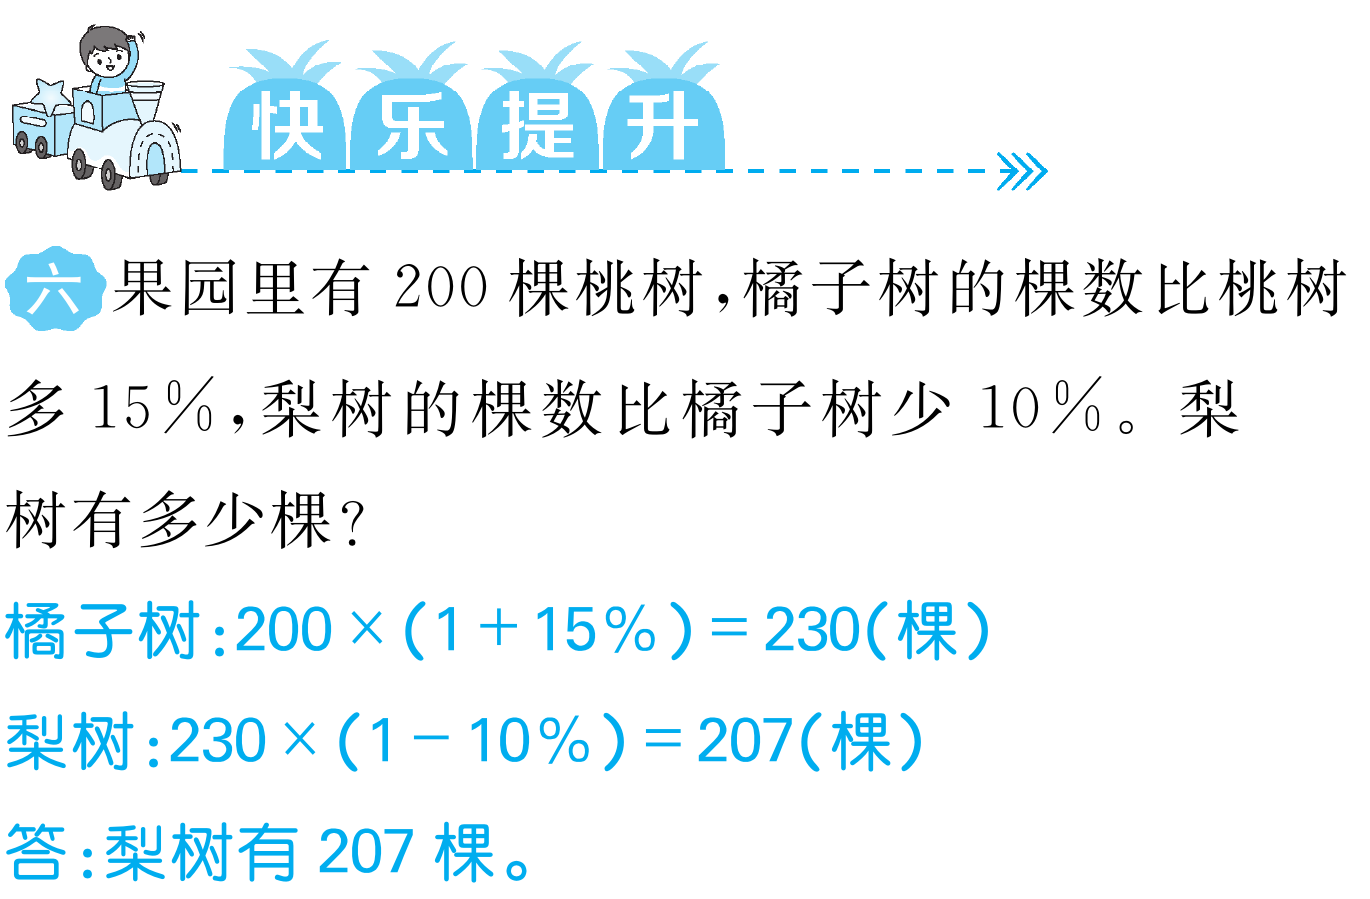 快乐提升
六 果园里有 200 棵桃树,橘子树的棵数比桃树
多 15%,梨树的棵数比橘子树少 10%。梨
树有多少棵?
橘子树:200×(1+15%)=230(棵)
梨树:230×(1-10%)=207(棵)
答:梨树有 207 棵。